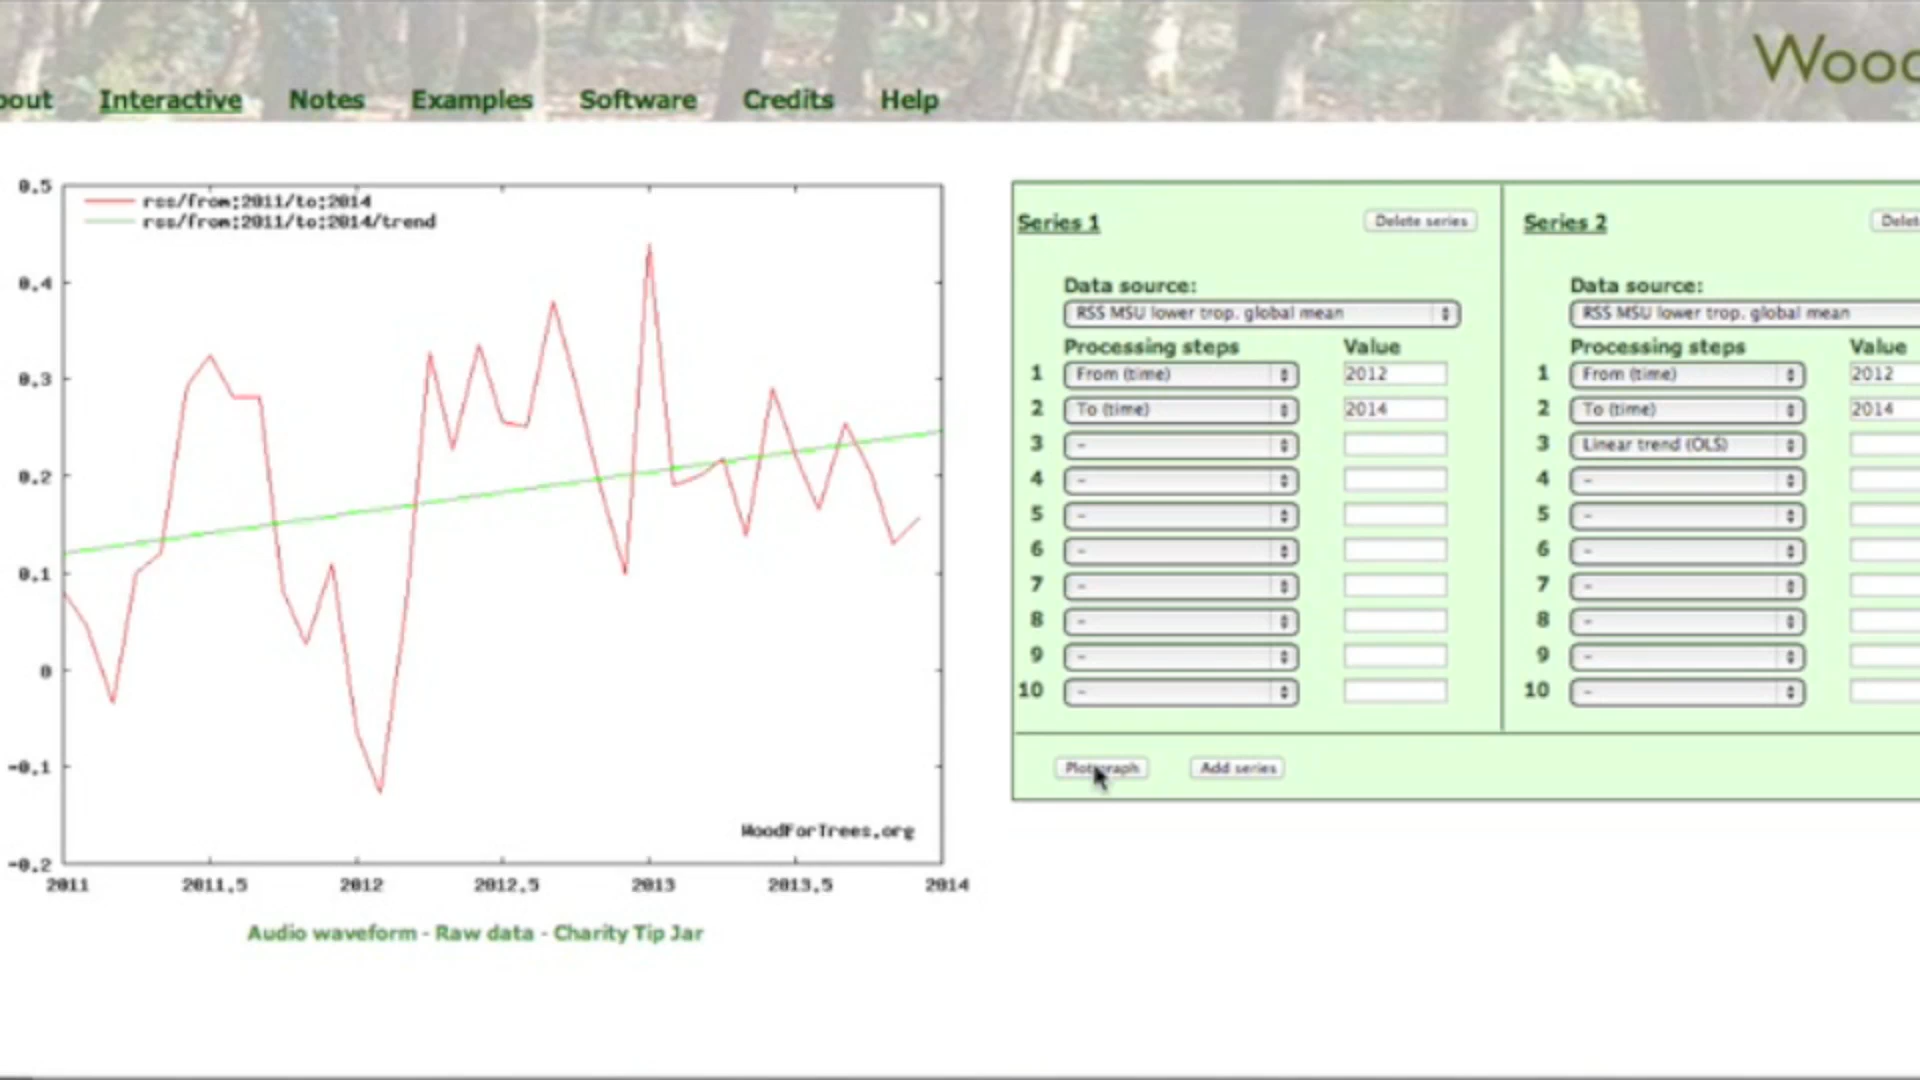 Wood
out Interactive Notes Examples Software Credits Help
rss/from:2011/to:2014
rss/from:2011/to:2014/trend
0.5
0.4
0.3
0.2
0.1
0
-0.1
-0.2
2011 2011.5 2012 2012.5 2013 2013.5 2014
WoodForTrees.org
Audio waveform - Raw data - Charity Tip Jar
Series 1 Delete series
Data source:
RSS MSU lower trop. global mean
Processing steps Value
1 From (time) 2012
2 To (time) 2014
3 -
4 -
5 -
6 -
7 -
8 -
9 -
10 -
Series 2 Delet
Data source:
RSS MSU lower trop. global mean
Processing steps Value
1 From (time) 2012
2 To (time) 2014
3 Linear trend (OLS)
4 -
5 -
6 -
7 -
8 -
9 -
10 -
Plot graph Add series